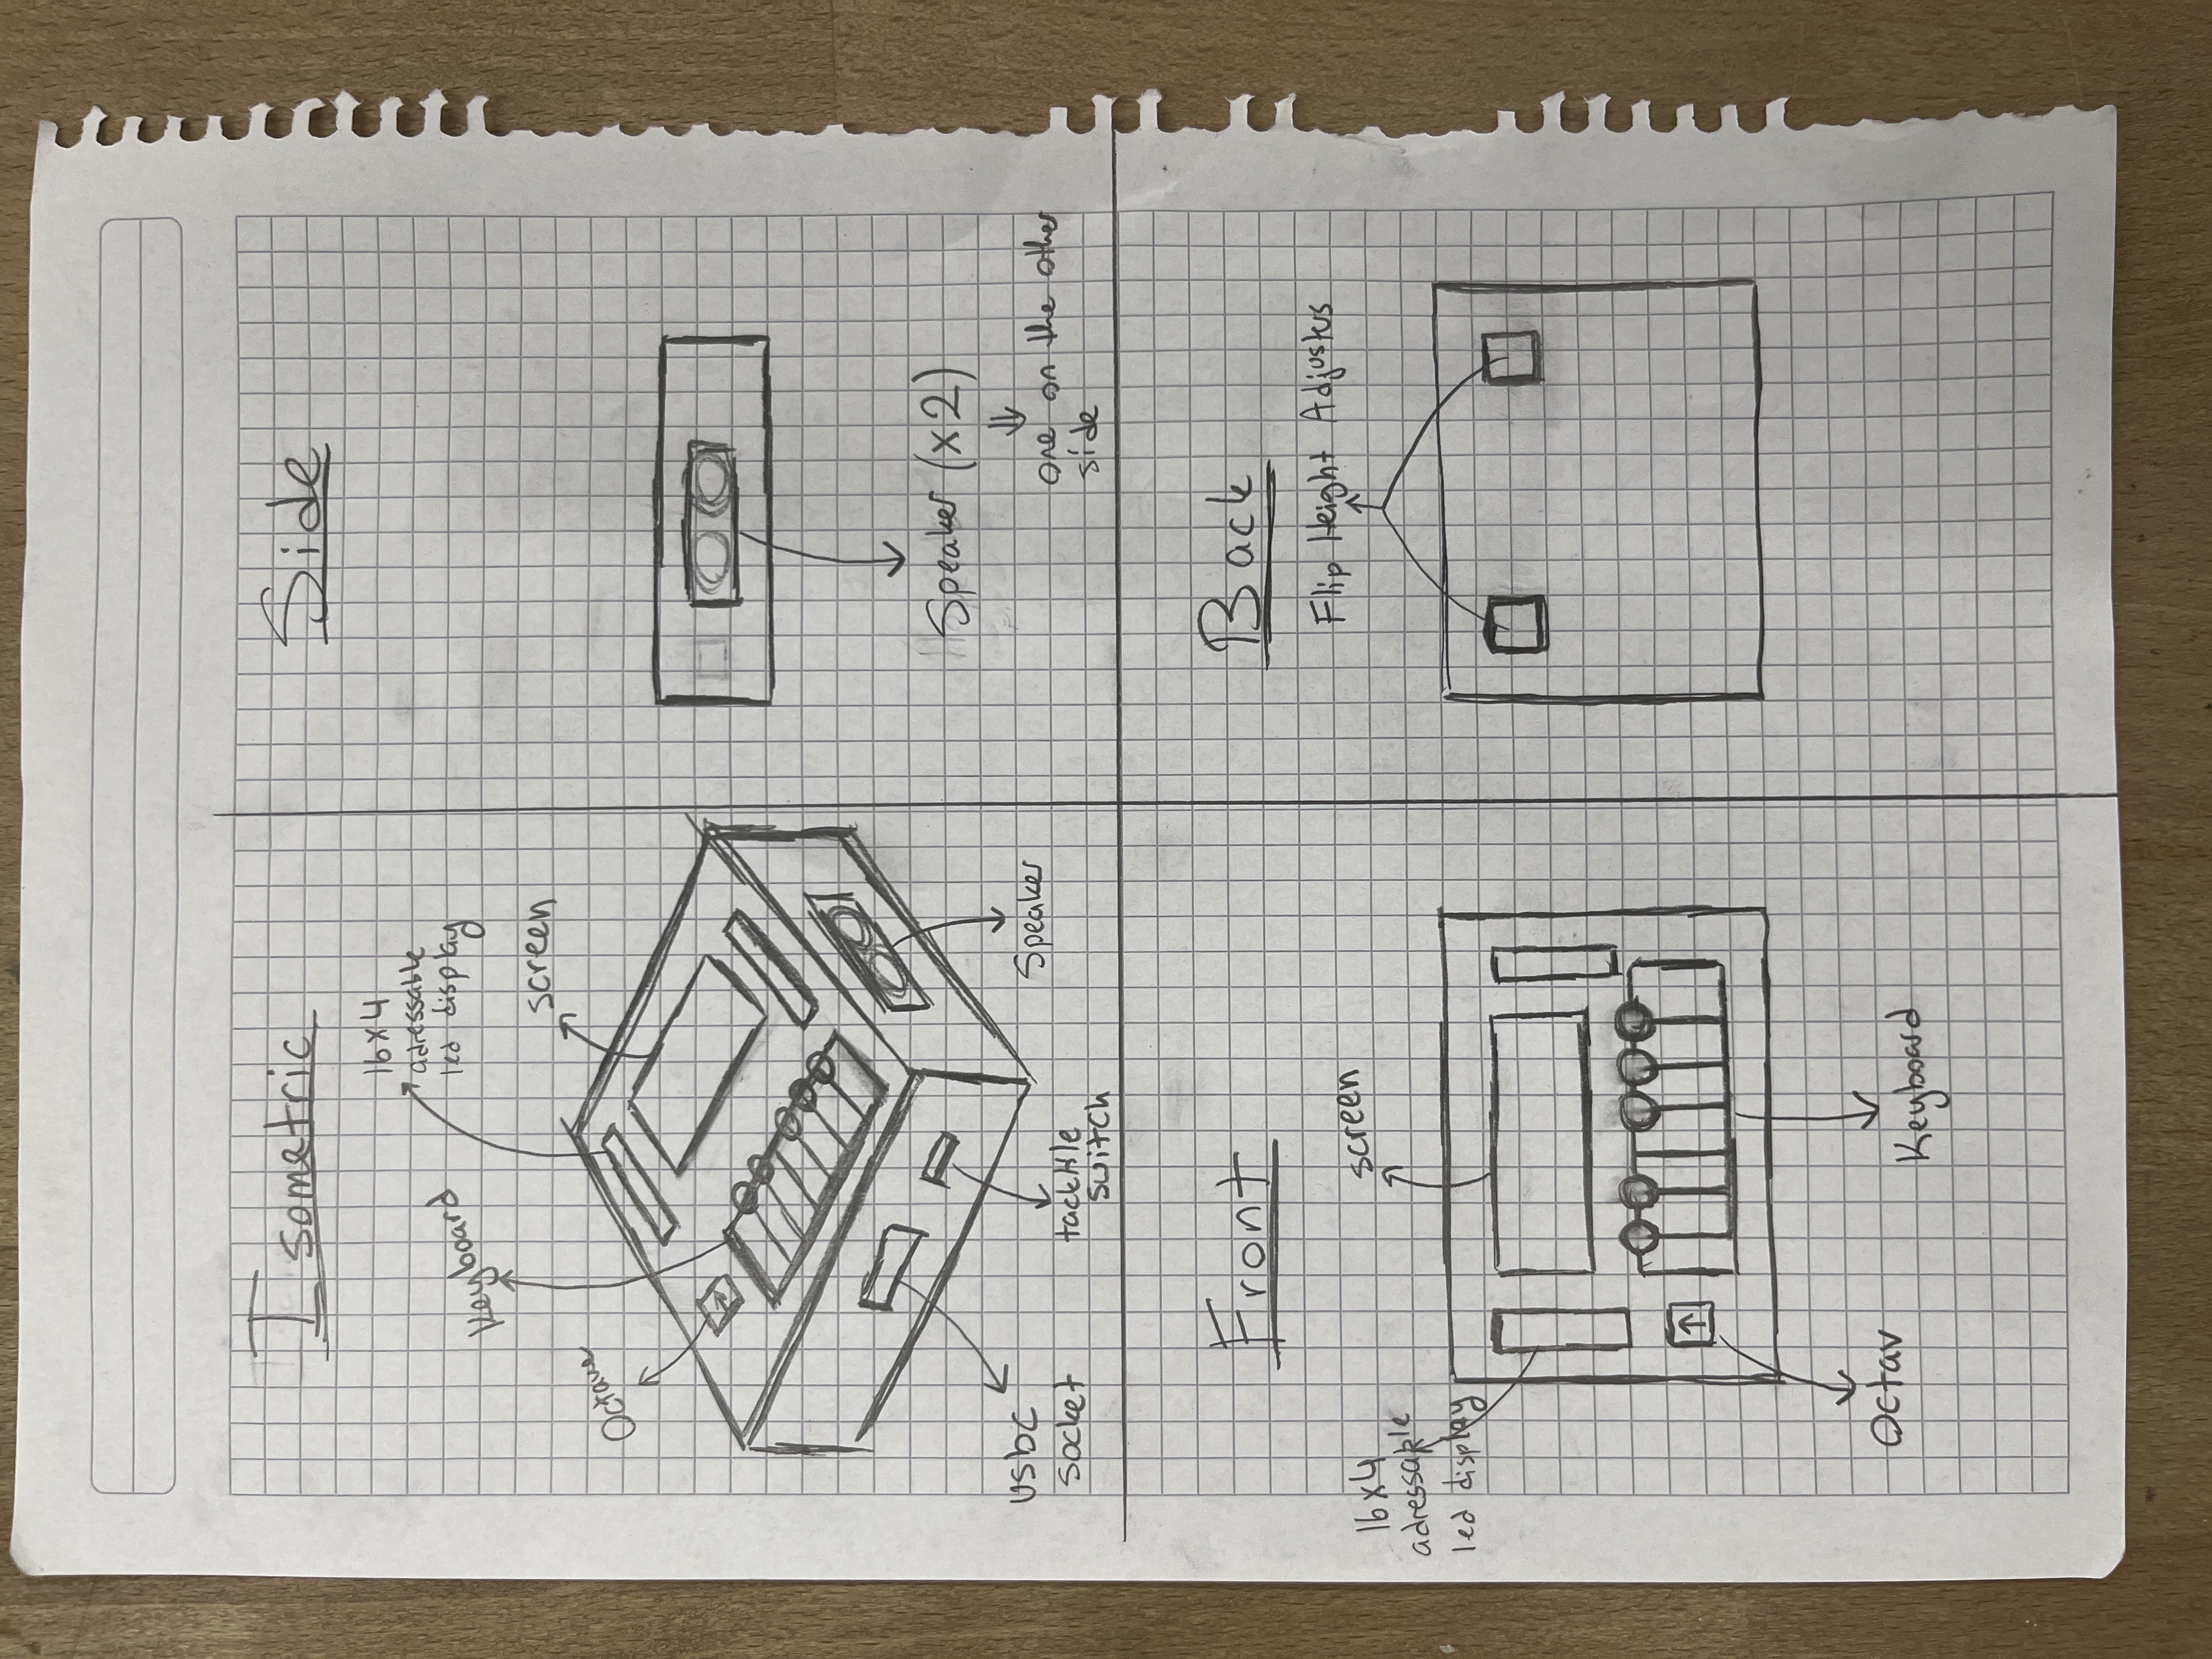 Isometric
16x4
adressable
led display
Keyboard
screen
Octave
usbc
socket
tacktile
switch
Speaker
Side
Speaker (x2)
one on the other
side
Front
16x4
adressable
led display
screen
Octav
Keyboard
Back
Flip Height Adjusters